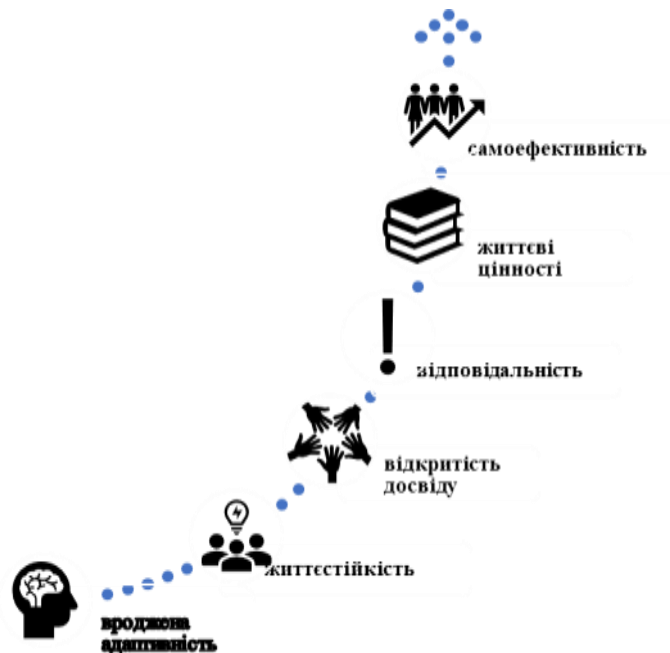 самоефективність
життєві
цінності
відповідальність
відкритість
досвіду
життєстійкість
вроджена
адаптивність